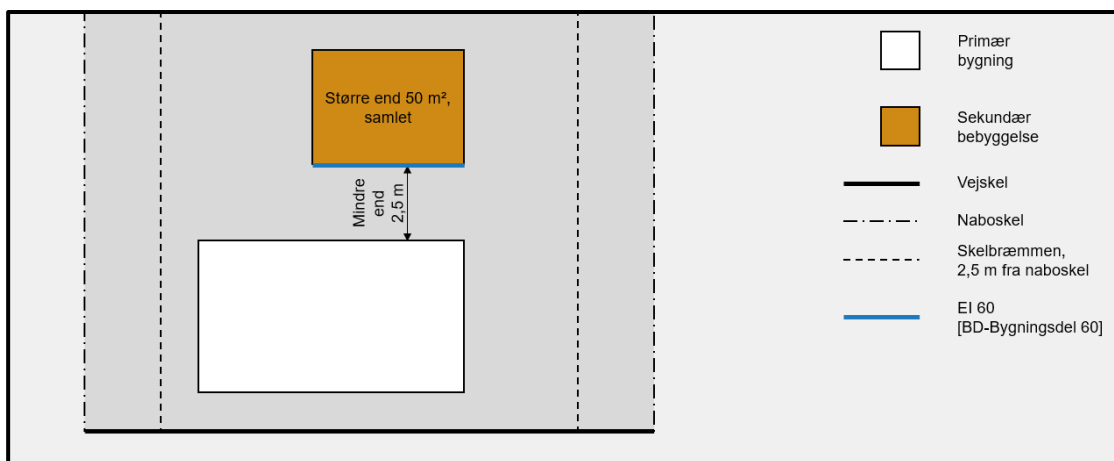 Større end 50 m²,
samlet
Mindre
end
2,5 m
Primær
bygning
Sekundær
bebyggelse
Vejskel
Naboskel
Skelbræmmen,
2,5 m fra naboskel
EI 60
[BD-Bygningsdel 60]